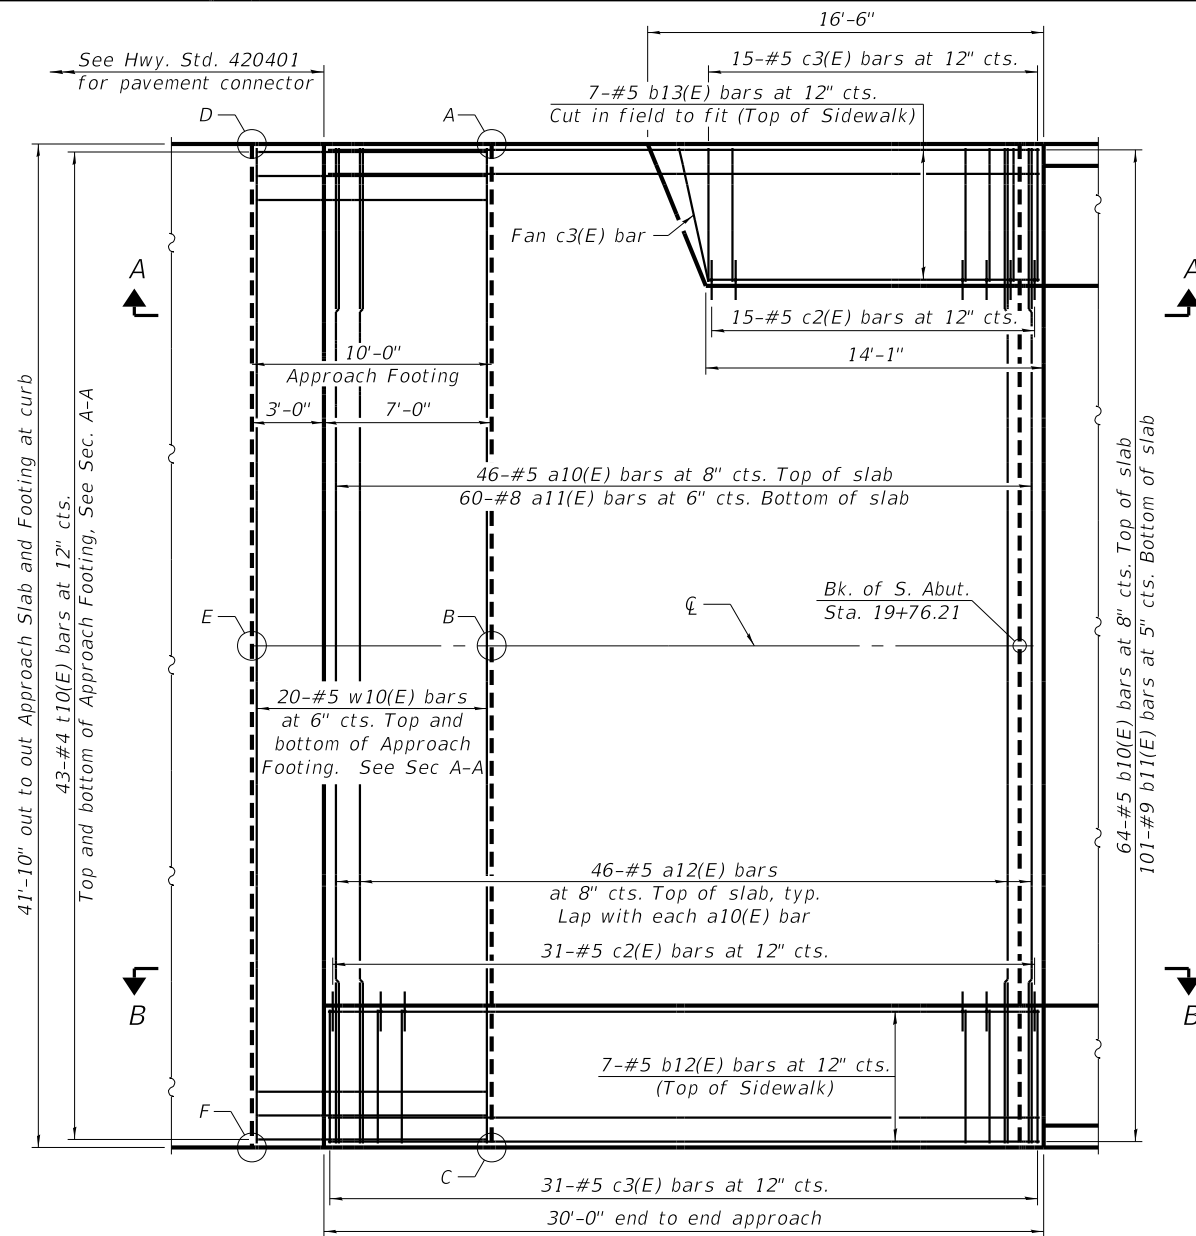 16'-6"
See Hwy. Std. 420401
for pavement connector
15-#5 c3(E) bars at 12" cts.
7-#5 b13(E) bars at 12" cts.
Cut in field to fit (Top of Sidewalk)
D
A
Fan c3(E) bar
A
A
15-#5 c2(E) bars at 12" cts.
10'-0"
Approach Footing
14'-1"
3'-0"
7'-0"
41'-10" out to out Approach Slab and Footing at curb
43-#4 t10(E) bars at 12" cts.
Top and bottom of Approach Footing, See Sec. A-A
46-#5 a10(E) bars at 8" cts. Top of slab
60-#8 a11(E) bars at 6" cts. Bottom of slab
64-#5 b10(E) bars at 8" cts. Top of slab
101-#9 b11(E) bars at 5" cts. Bottom of slab
Bk. of S. Abut.
Sta. 19+76.21
℄
E
B
20-#5 w10(E) bars
at 6" cts. Top and
bottom of Approach
Footing. See Sec A-A
46-#5 a12(E) bars
at 8" cts. Top of slab, typ.
Lap with each a10(E) bar
31-#5 c2(E) bars at 12" cts.
B
B
7-#5 b12(E) bars at 12" cts.
(Top of Sidewalk)
F
C
31-#5 c3(E) bars at 12" cts.
30'-0" end to end approach